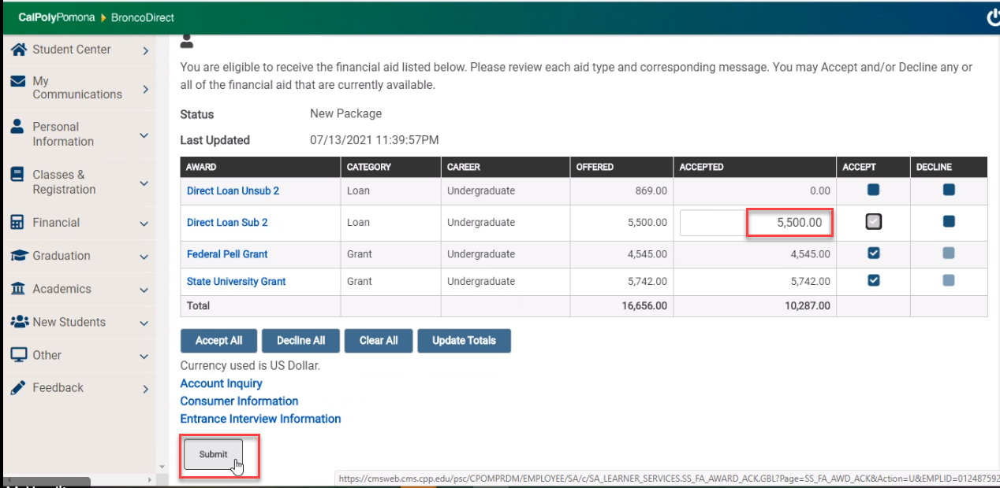 CalPolyPomona BroncoDirect
Student Center
My
Communications
Personal
Information
Classes &
Registration
Financial
Graduation
Academics
New Students
Other
Feedback
You are eligible to receive the financial aid listed below. Please review each aid type and corresponding message. You may Accept and/or Decline any or
all of the financial aid that are currently available.
Status New Package
Last Updated 07/13/2021 11:39:57PM
AWARD CATEGORY CAREER OFFERED ACCEPTED ACCEPT DECLINE
Direct Loan Unsub 2 Loan Undergraduate 869.00 0.00
Direct Loan Sub 2 Loan Undergraduate 5,500.00 5,500.00
Federal Pell Grant Grant Undergraduate 4,545.00 4,545.00
State University Grant Grant Undergraduate 5,742.00 5,742.00
Total 16,656.00 10,287.00
Accept All Decline All Clear All Update Totals
Currency used is US Dollar.
Account Inquiry
Consumer Information
Entrance Interview Information
Submit
https://cmsweb.cms.cpp.edu/psc/CPOMPRDM/EMPLOYEE/SA/c/SA_LEARNER_SERVICES.SS_FA_AWARD_ACK.GBL?Page=SS_FA_AWD_ACK&Action=U&EMPLID=012487592